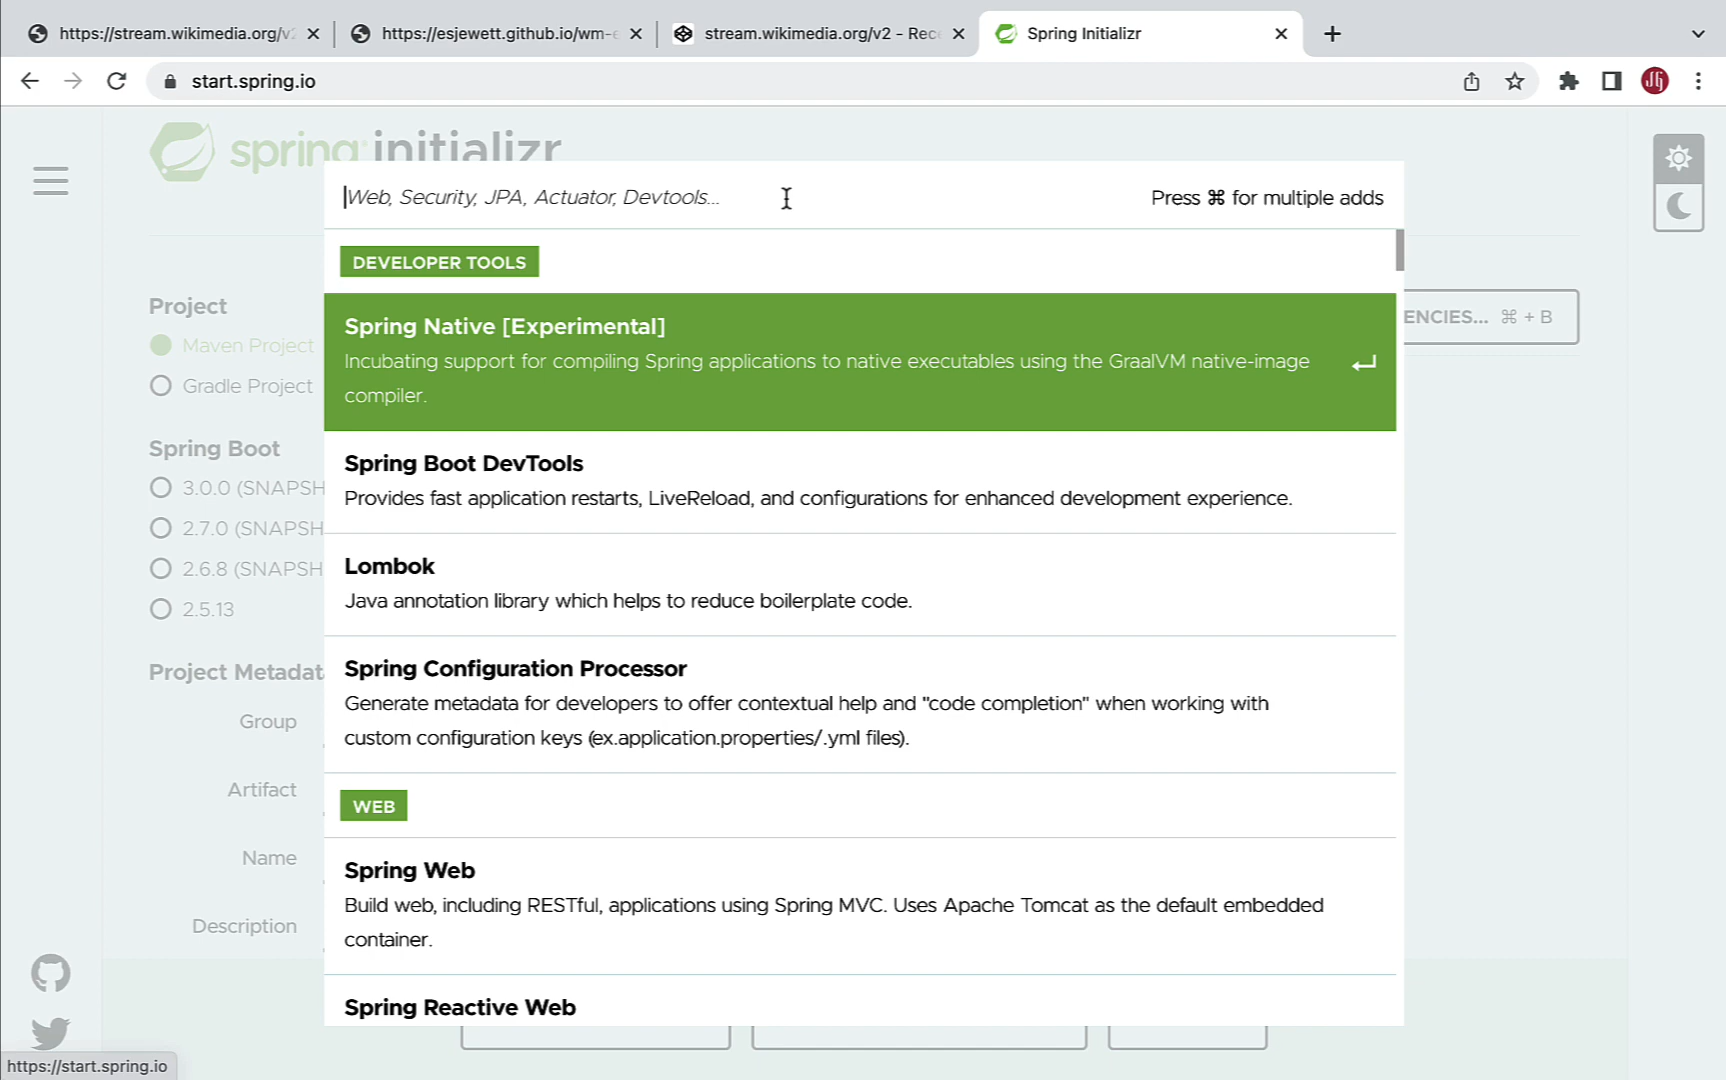 https://stream.wikimedia.org/v2
https://esjewett.github.io/wm-e
stream.wikimedia.org/v2 - Rece
Spring Initializr
start.spring.io
spring initializr
Web, Security, JPA, Actuator, Devtools...
Press ⌘ for multiple adds
DEVELOPER TOOLS
Spring Native [Experimental]
Incubating support for compiling Spring applications to native executables using the GraalVM native-image
compiler.
Spring Boot DevTools
Provides fast application restarts, LiveReload, and configurations for enhanced development experience.
Lombok
Java annotation library which helps to reduce boilerplate code.
Spring Configuration Processor
Generate metadata for developers to offer contextual help and "code completion" when working with
custom configuration keys (ex.application.properties/.yml files).
WEB
Spring Web
Build web, including RESTful, applications using Spring MVC. Uses Apache Tomcat as the default embedded
container.
Spring Reactive Web
ENCIES... ⌘ + B
Project
Maven Project
Gradle Project
Spring Boot
3.0.0 (SNAPSH
2.7.0 (SNAPSH
2.6.8 (SNAPSH
2.5.13
Project Metadat
Group
Artifact
Name
Description
https://start.spring.io